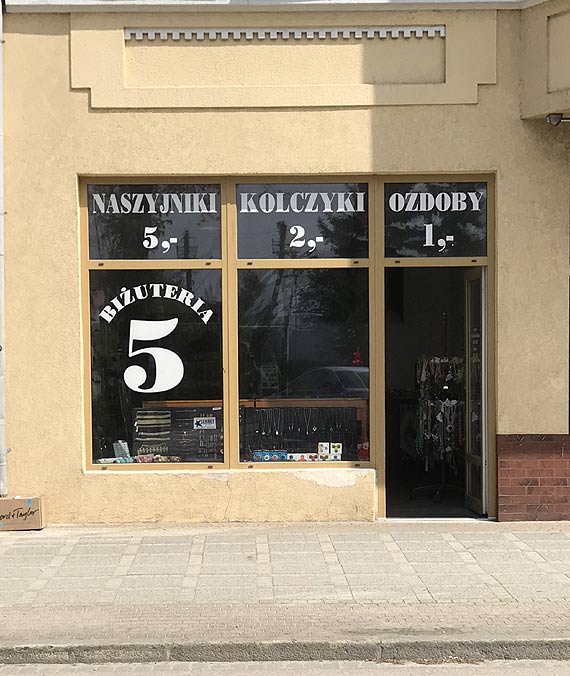 NASZYJNIKI
5,-
KOLCZYKI
2,-
OZDOBY
1,-
BIŻUTERIA
5